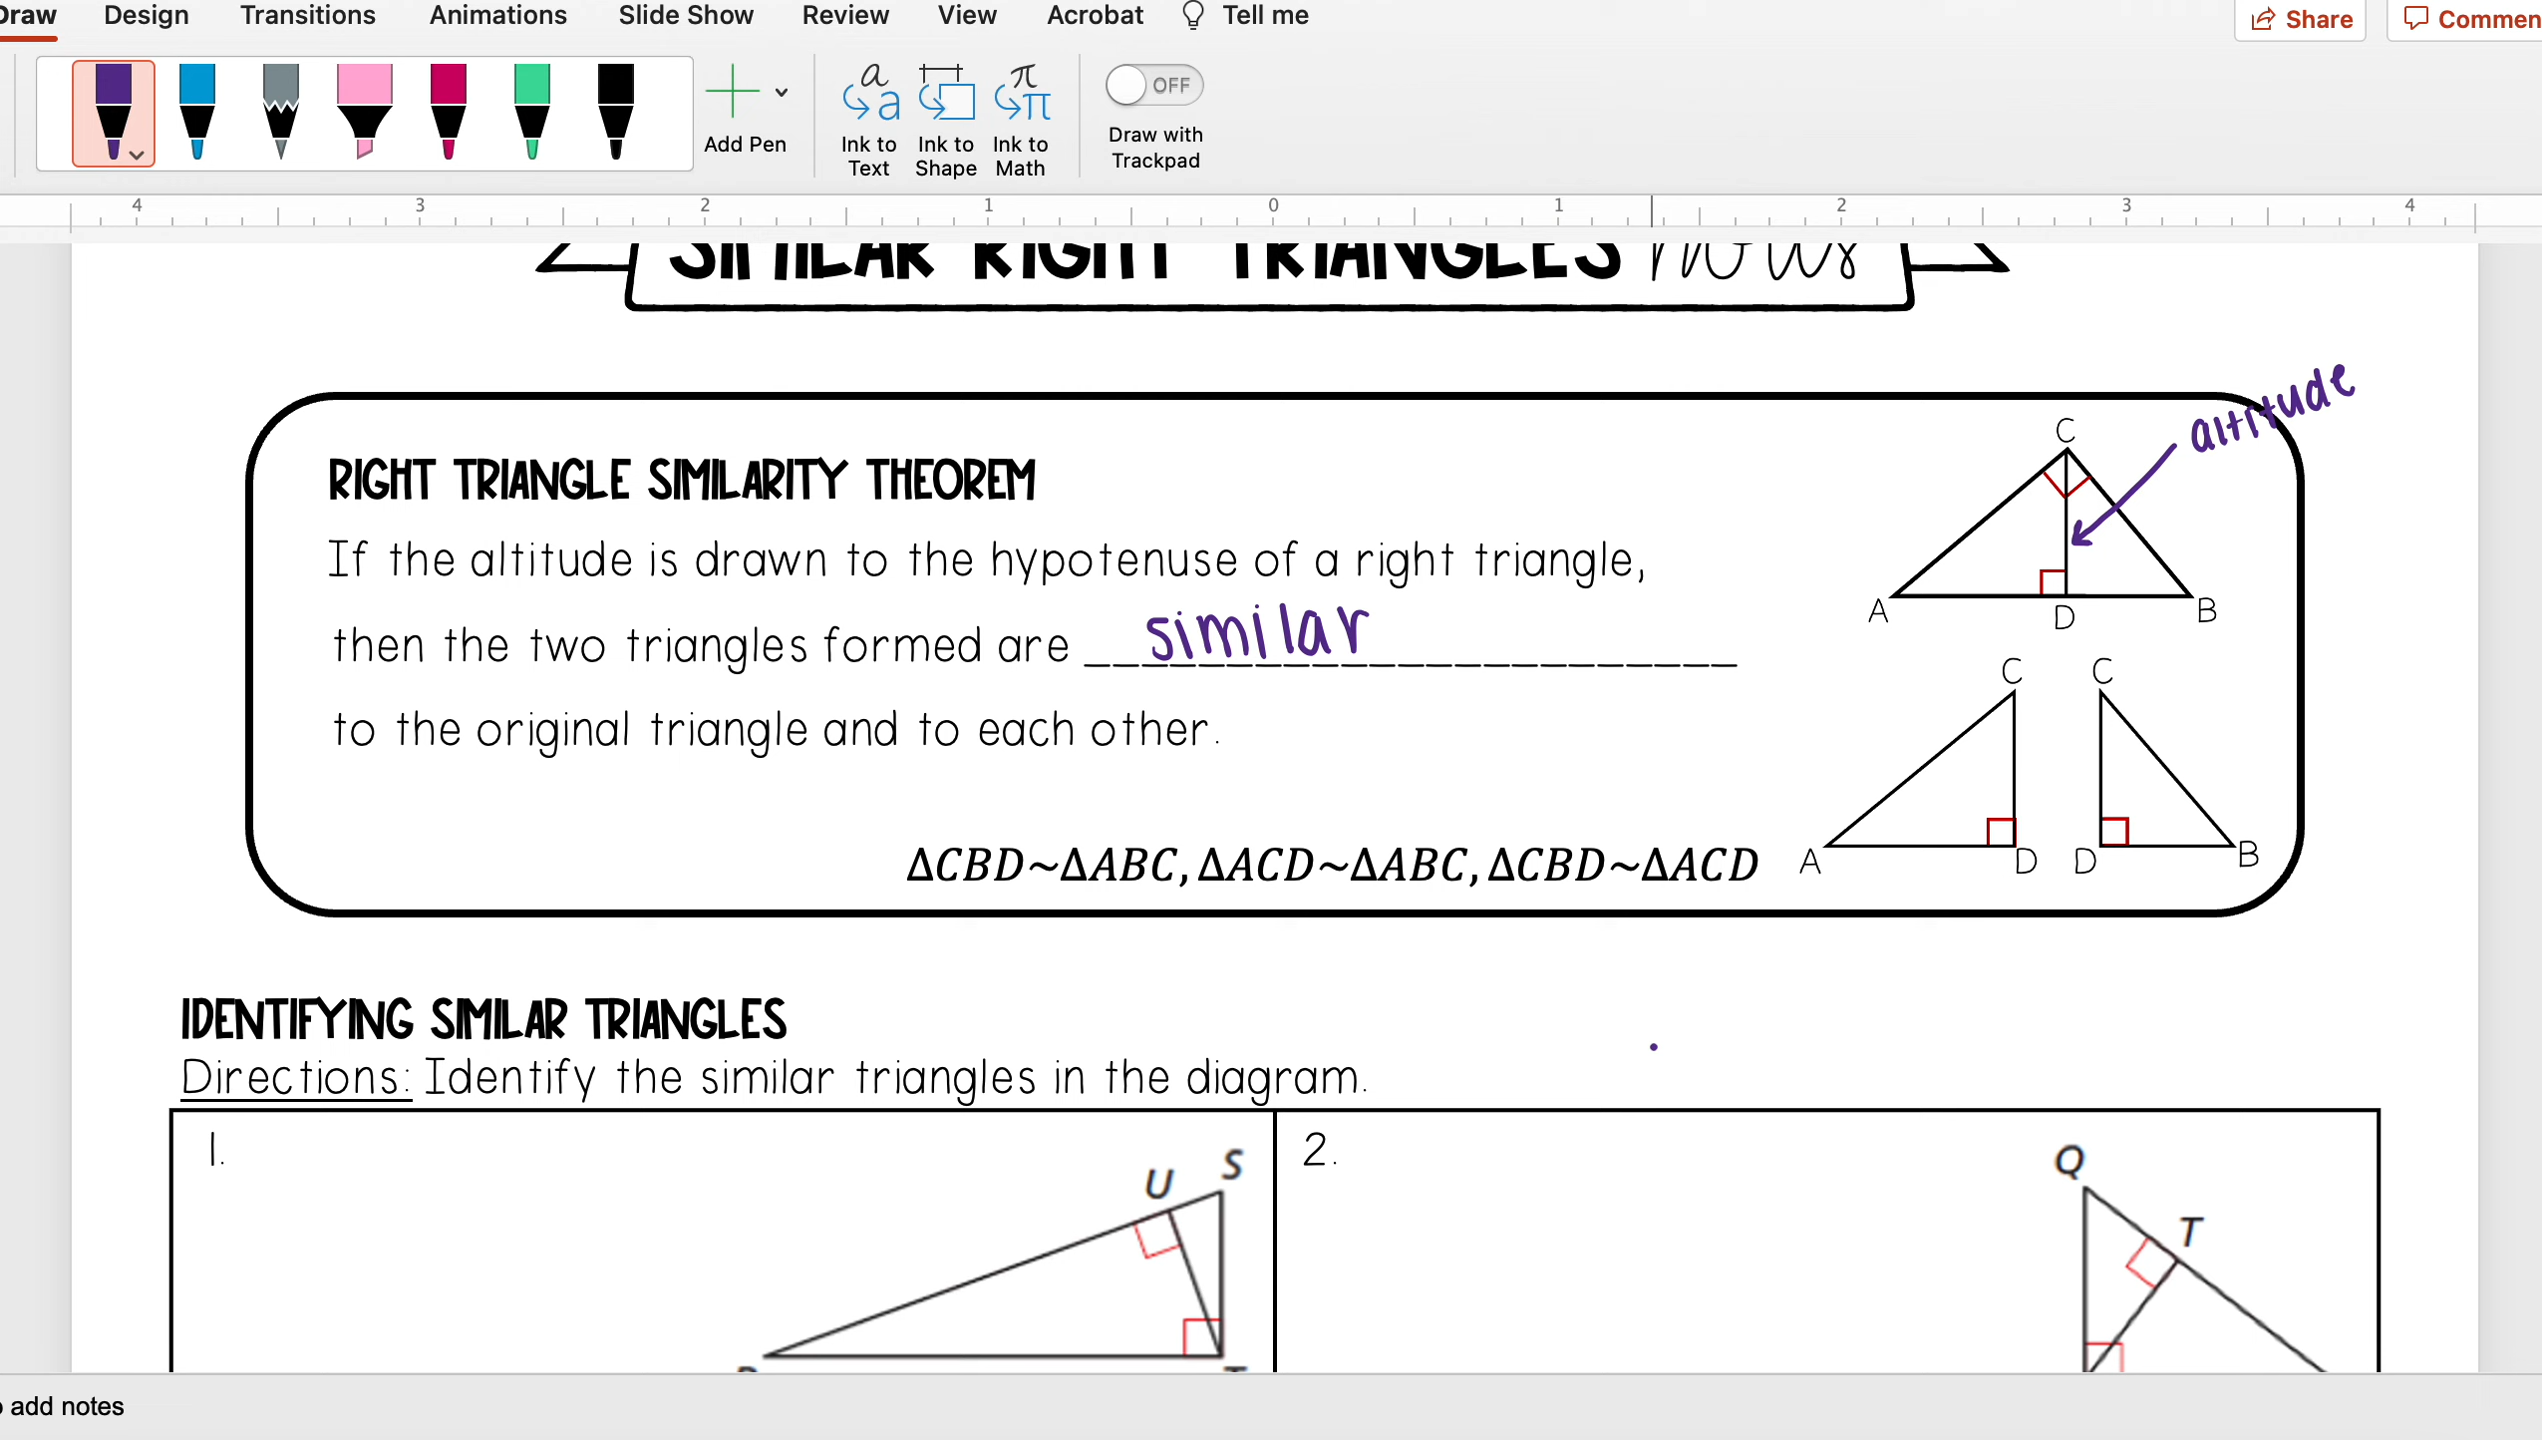 Draw Design Transitions Animations Slide Show Review View Acrobat Tell me Share
Add Pen
Ink to Text
Ink to Shape
Ink to Math
OFF
Draw with Trackpad
4 3 2 1 0 1 2 3 4
SIMILAR RIGHT TRIANGLES notes
altitude
C
A D B
RIGHT TRIANGLE SIMILARITY THEOREM
If the altitude is drawn to the hypotenuse of a right triangle,
then the two triangles formed are similar
to the original triangle and to each other.
C C
A D D B
ΔCBD~ΔABC, ΔACD~ΔABC, ΔCBD~ΔACD
IDENTIFYING SIMILAR TRIANGLES
Directions: Identify the similar triangles in the diagram.
1.
U S
2.
Q
T
add notes